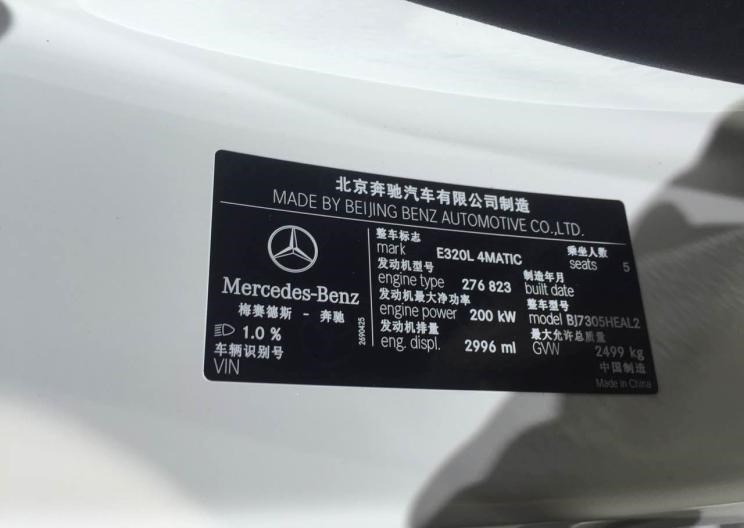 北京奔驰汽车有限公司制造
MADE BY BEIJING BENZ AUTOMOTIVE CO.,LTD.
Mercedes-Benz
梅赛德斯 - 奔驰
1.0 %
车辆识别号
VIN
2690425
整车标志
mark E320L 4MATIC
乘坐人数
seats 5
发动机型号
engine type 276 823
制造年月
built date
发动机最大净功率
engine power 200 kW
整车型号
model BJ7305HEAL2
发动机排量
eng. displ. 2996 ml
最大允许总质量
GVW 2499 kg
中国制造
Made in China